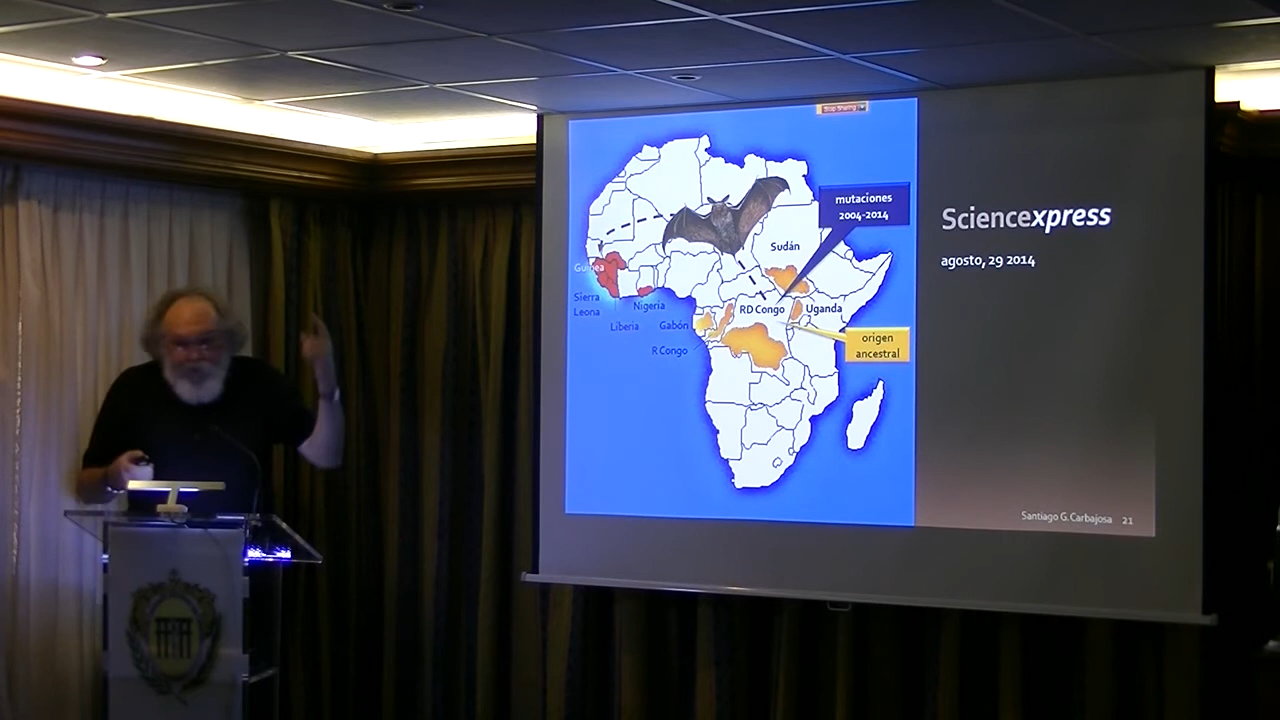 Stop Sharing
mutaciones
2004-2014
Sudán
Guinea
Sierra
Leona
Nigeria
Liberia
Gabón
R Congo
RD Congo
Uganda
origen
ancestral
Sciencexpress
agosto, 29 2014
Santiago G. Carbajosa 21